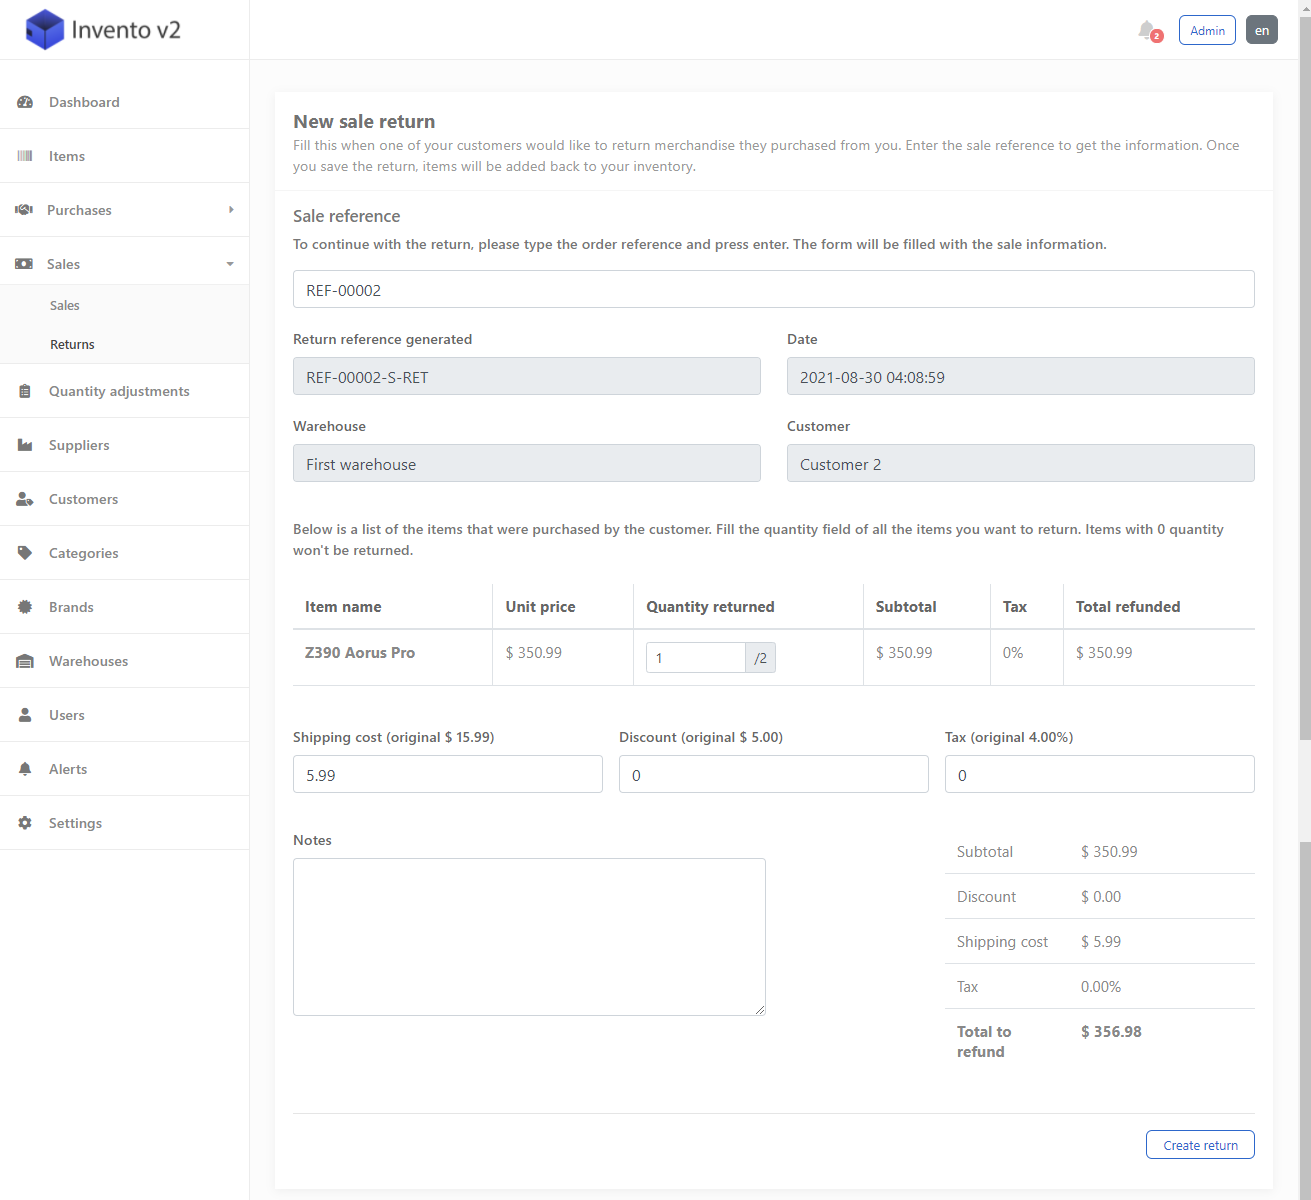 Invento v2
2
Admin
en
Dashboard
Items
Purchases
Sales
Sales
Returns
Quantity adjustments
Suppliers
Customers
Categories
Brands
Warehouses
Users
Alerts
Settings
New sale return
Fill this when one of your customers would like to return merchandise they purchased from you. Enter the sale reference to get the information. Once
you save the return, items will be added back to your inventory.
Sale reference
To continue with the return, please type the order reference and press enter. The form will be filled with the sale information.
REF-00002
Return reference generated
Date
REF-00002-S-RET
2021-08-30 04:08:59
Warehouse
Customer
First warehouse
Customer 2
Below is a list of the items that were purchased by the customer. Fill the quantity field of all the items you want to return. Items with 0 quantity
won't be returned.
Item name Unit price Quantity returned Subtotal Tax Total refunded
Z390 Aorus Pro $ 350.99 1 /2 $ 350.99 0% $ 350.99
Shipping cost (original $ 15.99) Discount (original $ 5.00) Tax (original 4.00%)
5.99 0 0
Notes
Subtotal $ 350.99
Discount $ 0.00
Shipping cost $ 5.99
Tax 0.00%
Total to $ 356.98
refund
Create return